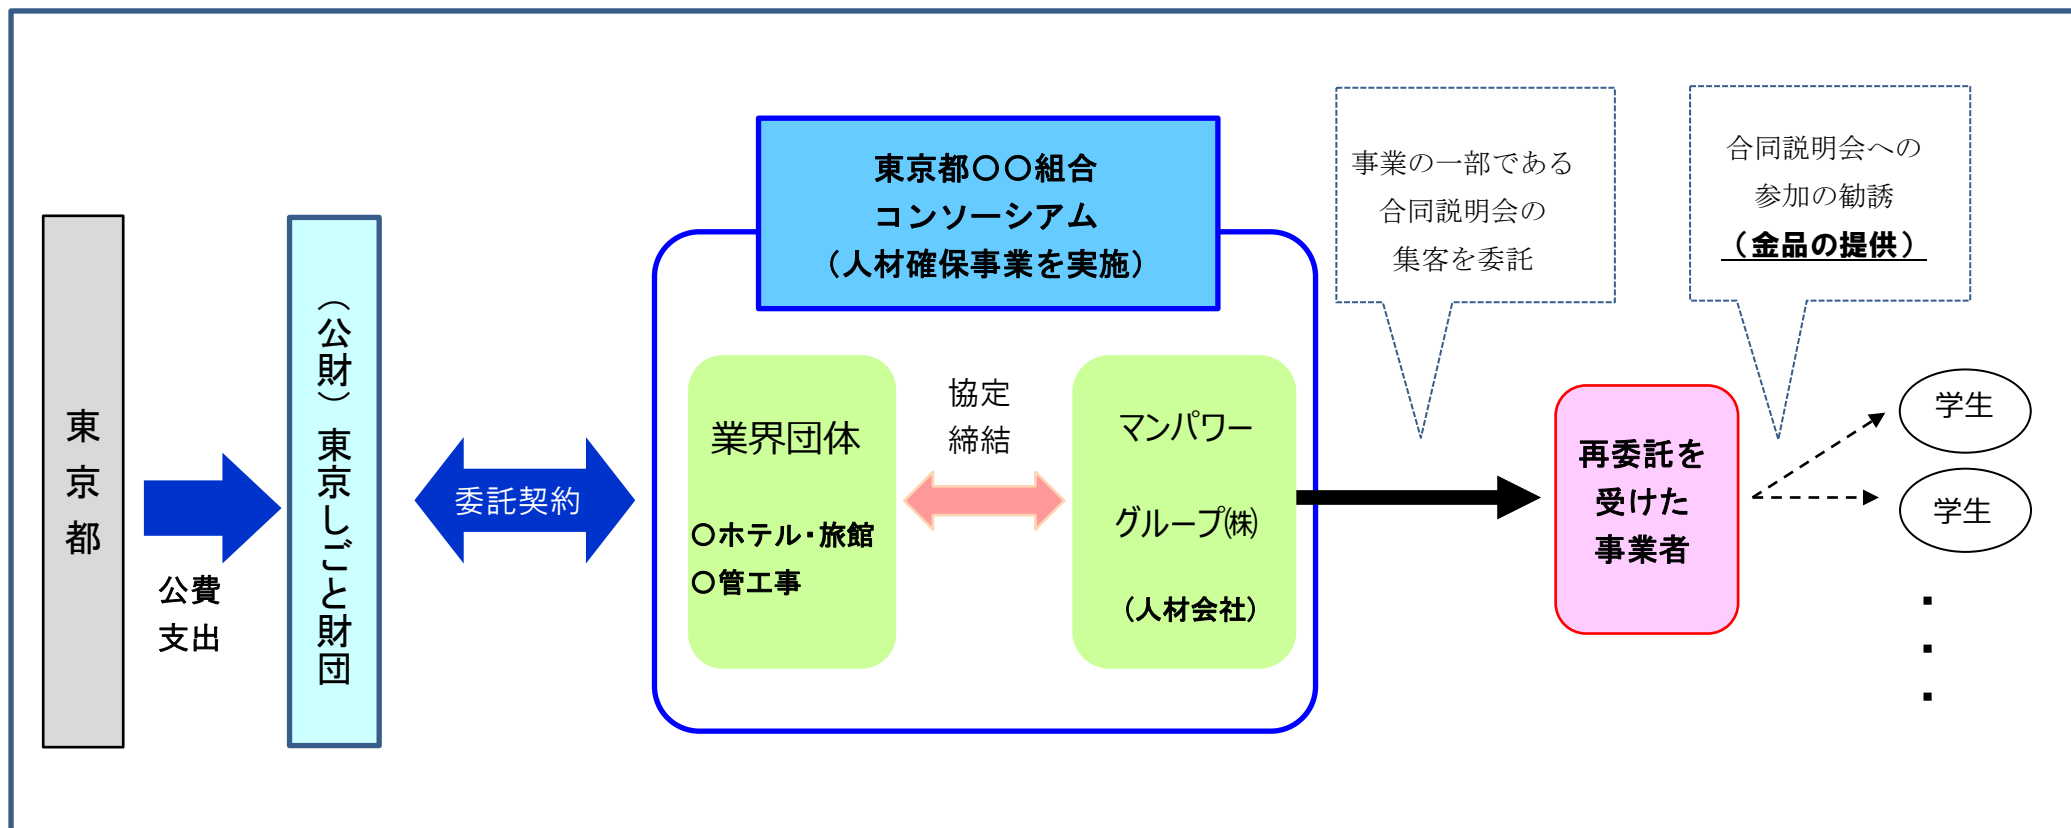 東京都
公費
支出
（公財）東京しごと財団
委託契約
東京都〇〇組合
コンソーシアム
（人材確保事業を実施）
業界団体
〇ホテル・旅館
〇管工事
協定
締結
マンパワー
グループ㈱
（人材会社）
事業の一部である
合同説明会の
集客を委託
再委託を
受けた
事業者
合同説明会への
参加の勧誘
（金品の提供）
学生
学生
・
・
・